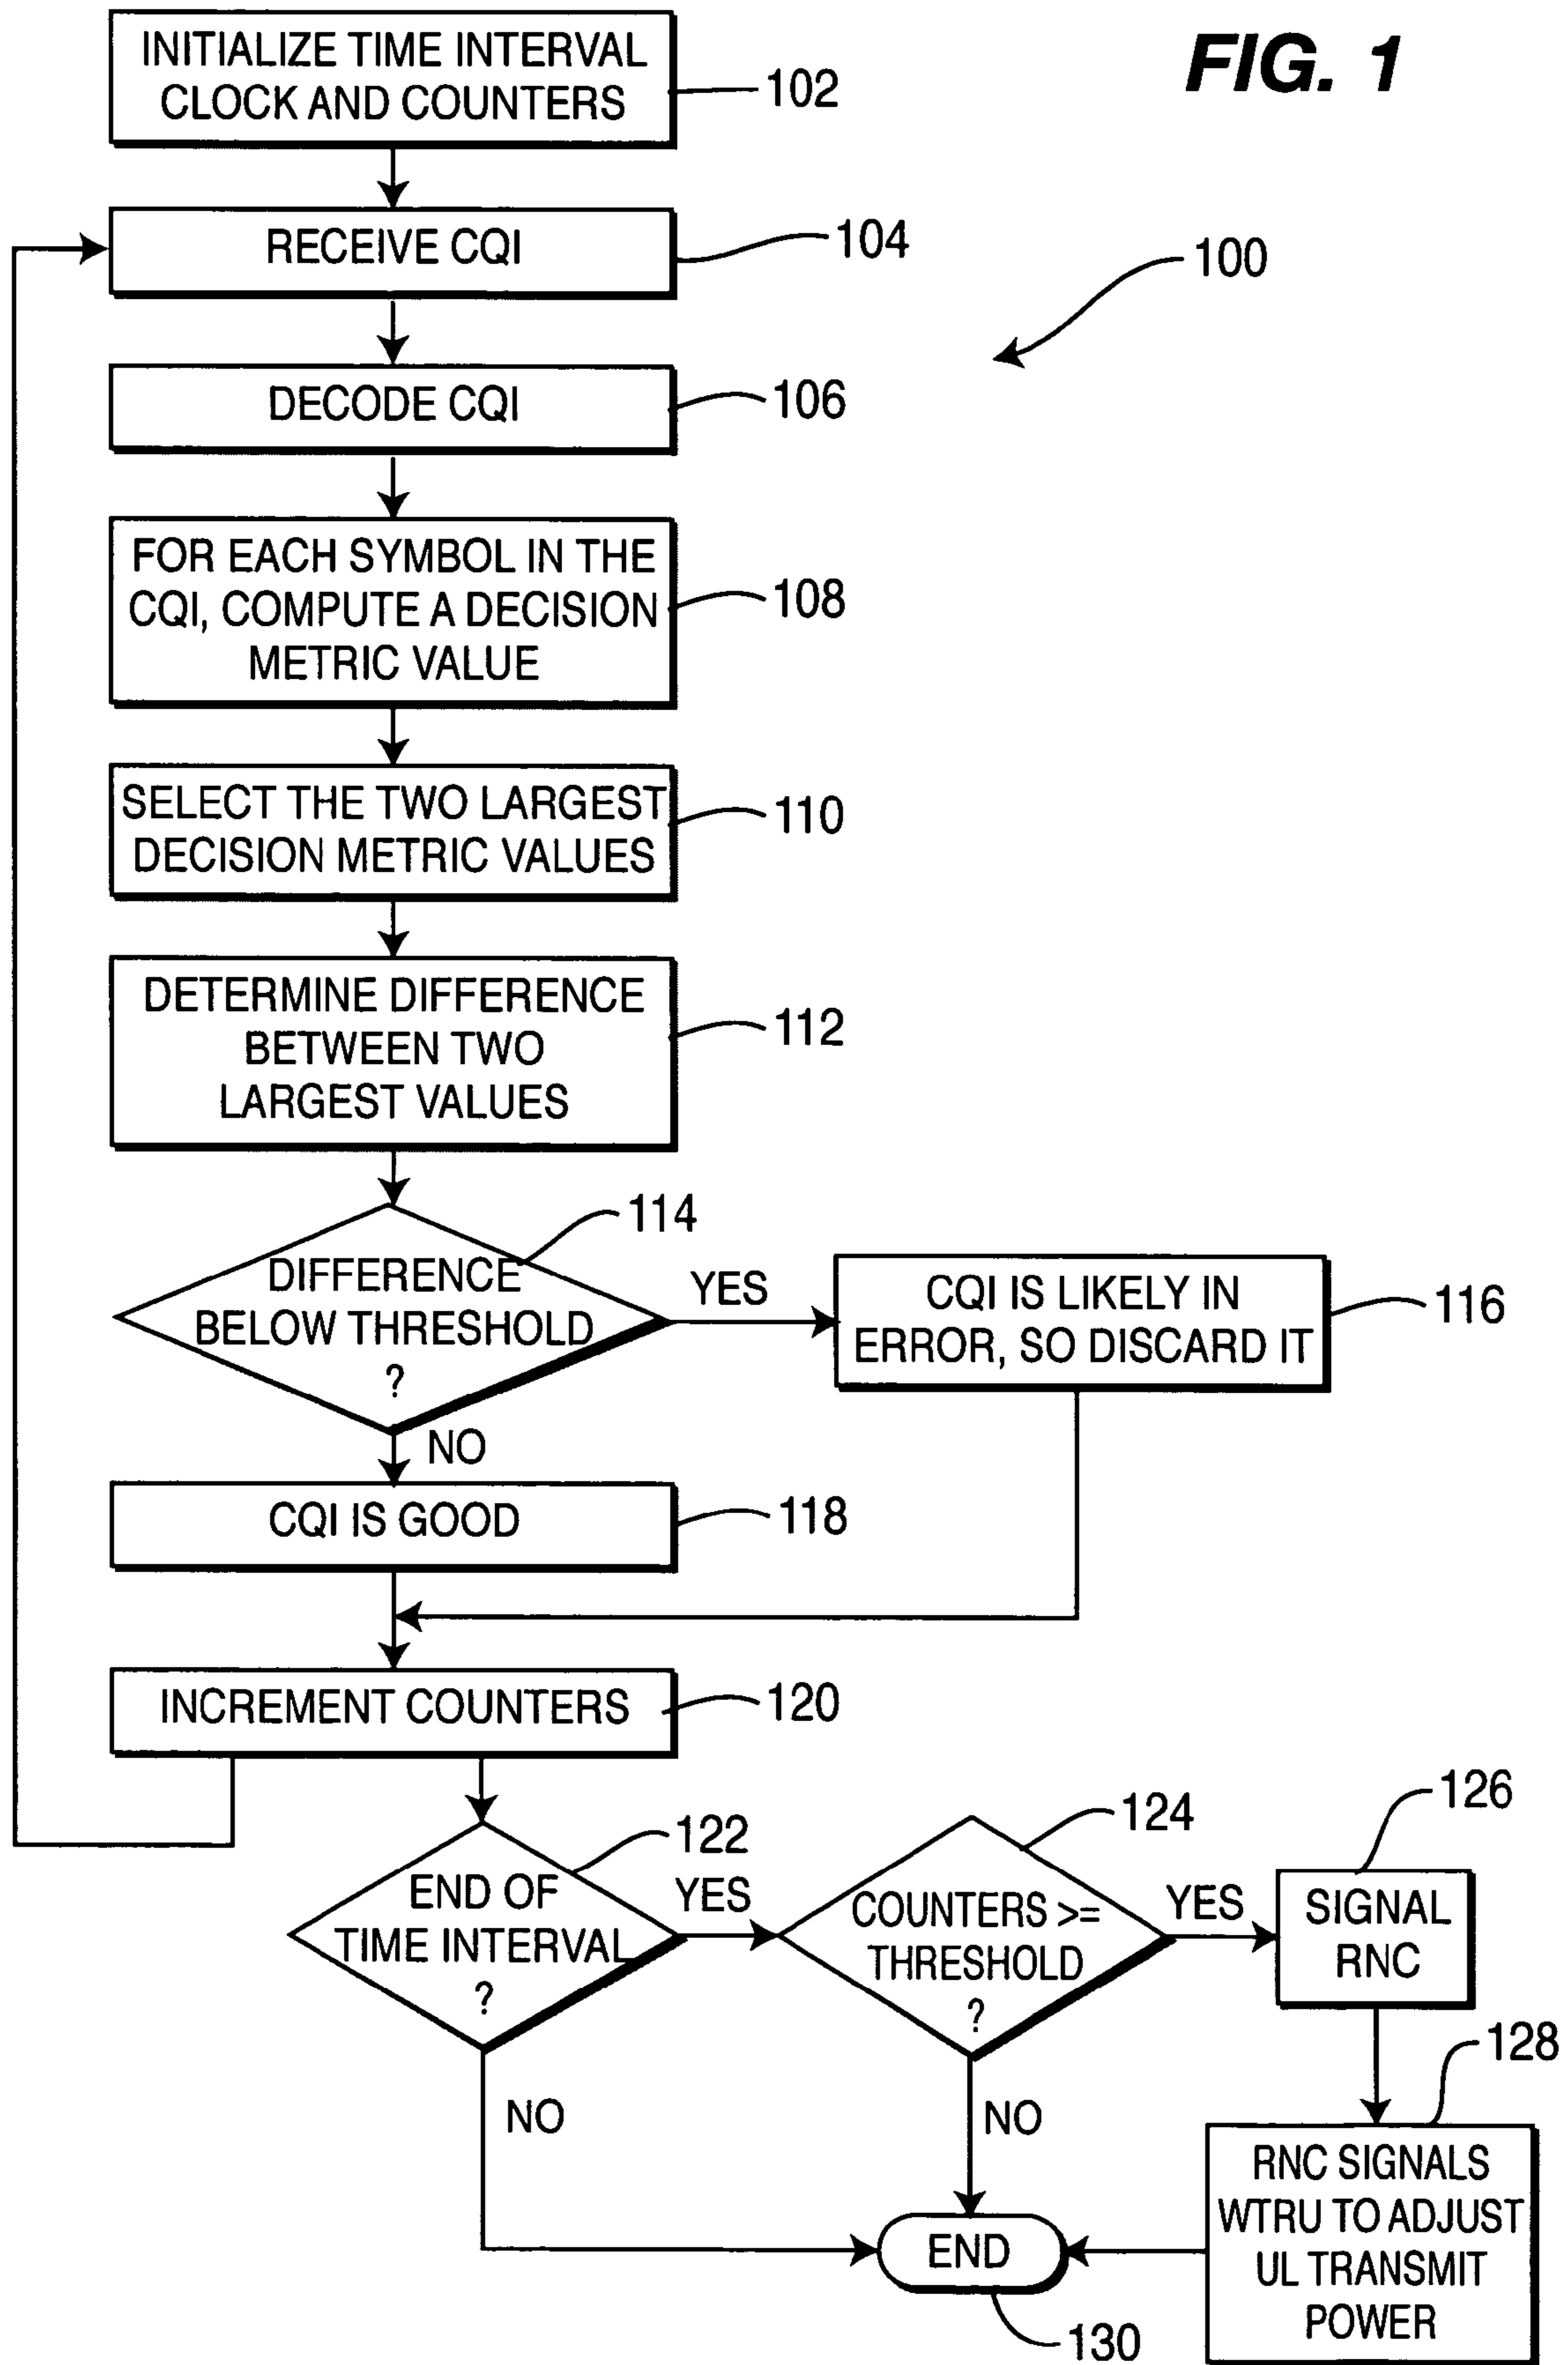 FIG. 1
INITIALIZE TIME INTERVAL
CLOCK AND COUNTERS
102
RECEIVE CQI
104
100
DECODE CQI
106
FOR EACH SYMBOL IN THE
CQI, COMPUTE A DECISION
METRIC VALUE
108
SELECT THE TWO LARGEST
DECISION METRIC VALUES
110
DETERMINE DIFFERENCE
BETWEEN TWO
LARGEST VALUES
112
114
DIFFERENCE
BELOW THRESHOLD
?
YES
CQI IS LIKELY IN
ERROR, SO DISCARD IT
116
NO
CQI IS GOOD
118
INCREMENT COUNTERS
120
122
END OF
TIME INTERVAL
?
YES
124
COUNTERS >=
THRESHOLD
?
YES
126
SIGNAL
RNC
128
NO
NO
RNC SIGNALS
WTRU TO ADJUST
UL TRANSMIT
POWER
END
130